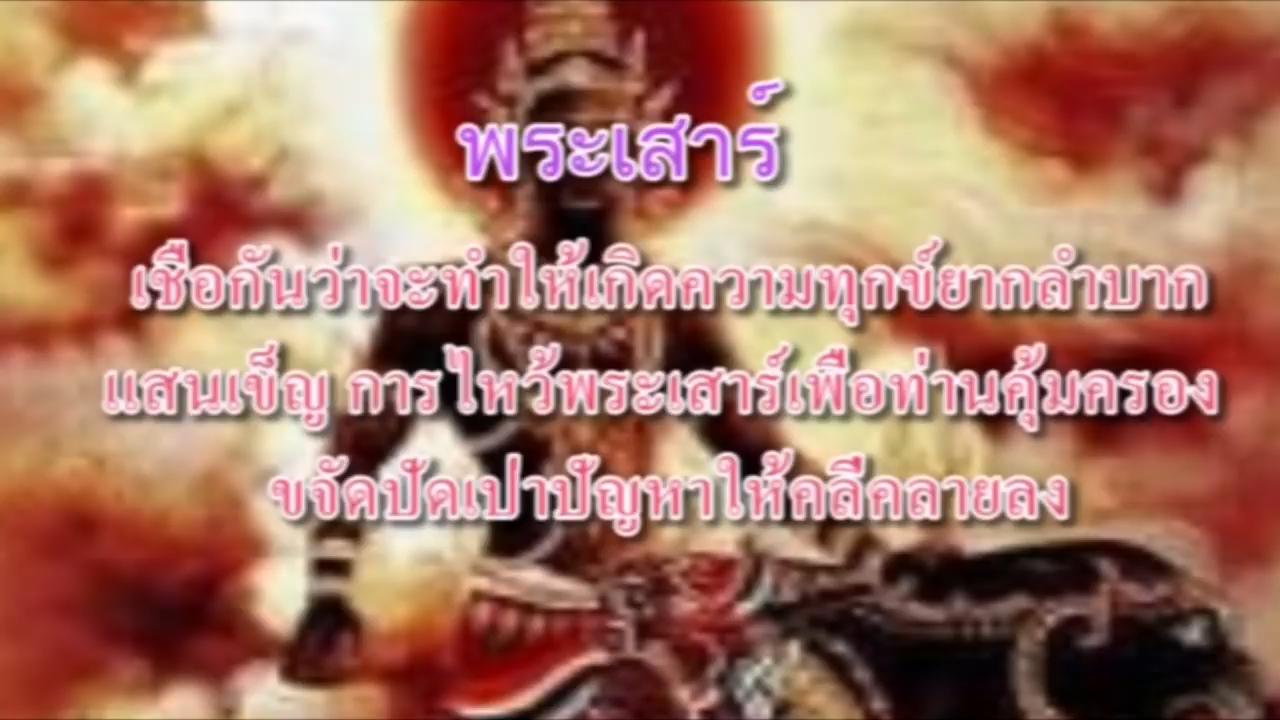 พระเสาร์
เชื่อกันว่าจะทำให้เกิดความทุกข์ยากลำบาก
แสนเข็ญ การไหว้พระเสาร์เพื่อท่านคุ้มครอง
ขจัดปัดเป่าปัญหาให้คลี่คลายลง